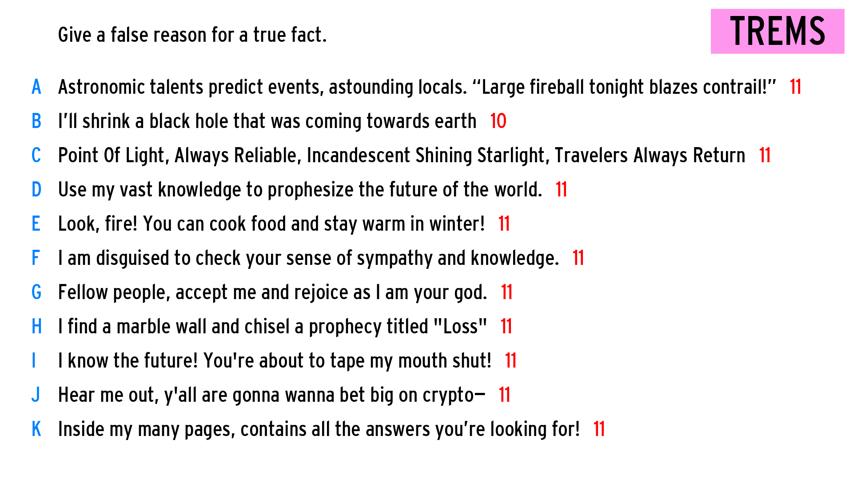 Give a false reason for a true fact.
TREMS
A Astronomic talents predict events, astounding locals. “Large fireball tonight blazes contrail!” 11
B I’ll shrink a black hole that was coming towards earth 10
C Point Of Light, Always Reliable, Incandescent Shining Starlight, Travelers Always Return 11
D Use my vast knowledge to prophesize the future of the world. 11
E Look, fire! You can cook food and stay warm in winter! 11
F I am disguised to check your sense of sympathy and knowledge. 11
G Fellow people, accept me and rejoice as I am your god. 11
H I find a marble wall and chisel a prophecy titled "Loss" 11
I I know the future! You're about to tape my mouth shut! 11
J Hear me out, y'all are gonna wanna bet big on crypto— 11
K Inside my many pages, contains all the answers you’re looking for! 11